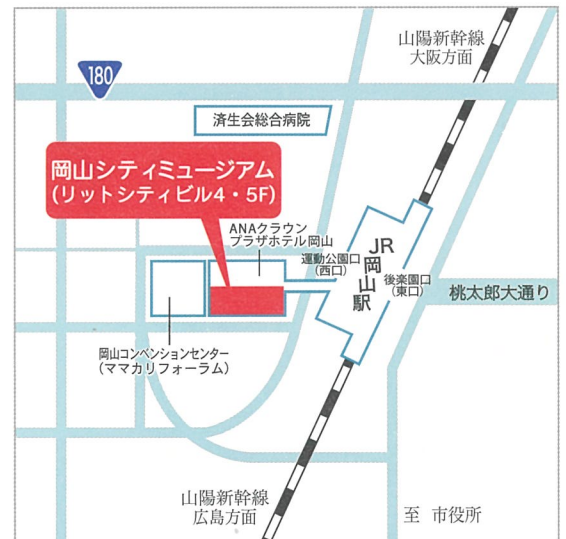 山陽新幹線
大阪方面
180
済生会総合病院
岡山シティミュージアム
(リットシティビル4・5F)
ANAクラウン
プラザホテル岡山
運動公園口
(西口)
JR
岡山駅
後楽園口
(東口)
桃太郎大通り
岡山コンベンションセンター
(ママカリフォーラム)
山陽新幹線
広島方面
至 市役所